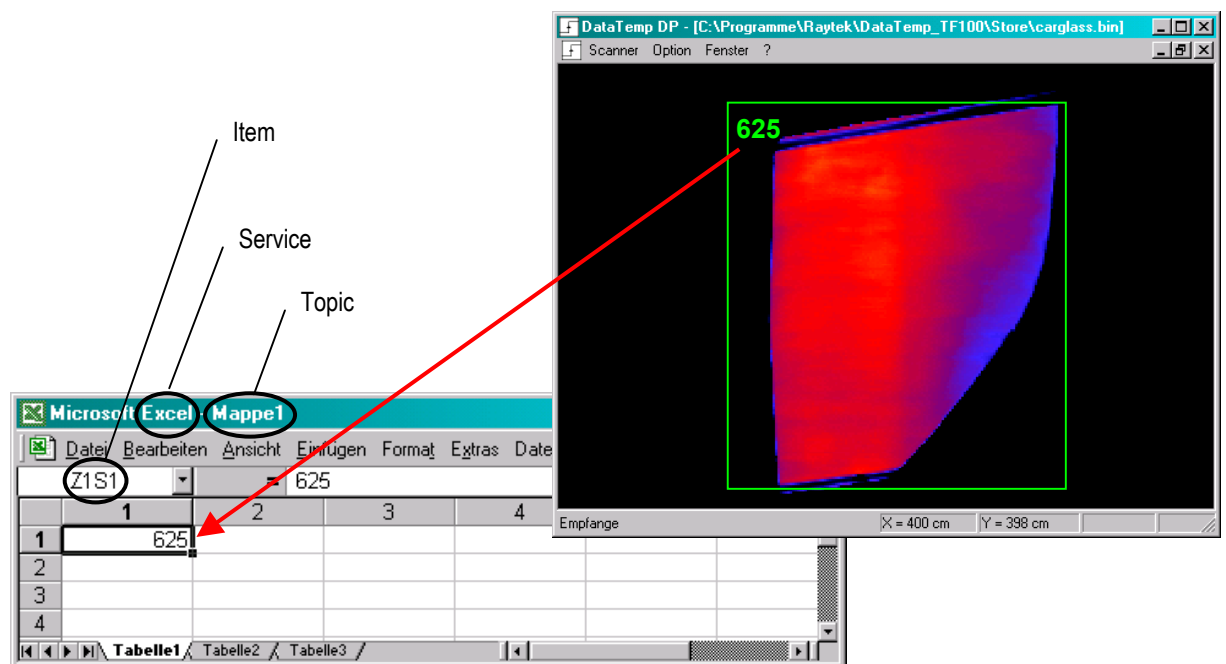 DataTemp DP - [C:\Programme\Raytek\DataTemp_TF100\Store\carglass.bin]
Scanner Option Fenster ?
625
Item
Service
Topic
Microsoft Excel - Mappe1
Datei Bearbeiten Ansicht Einfügen Format Extras Date
Z1S1 = 625
1 2 3 4
1 625
2
3
4
Tabelle1 Tabelle2 Tabelle3
Empfange X = 400 cm Y = 398 cm